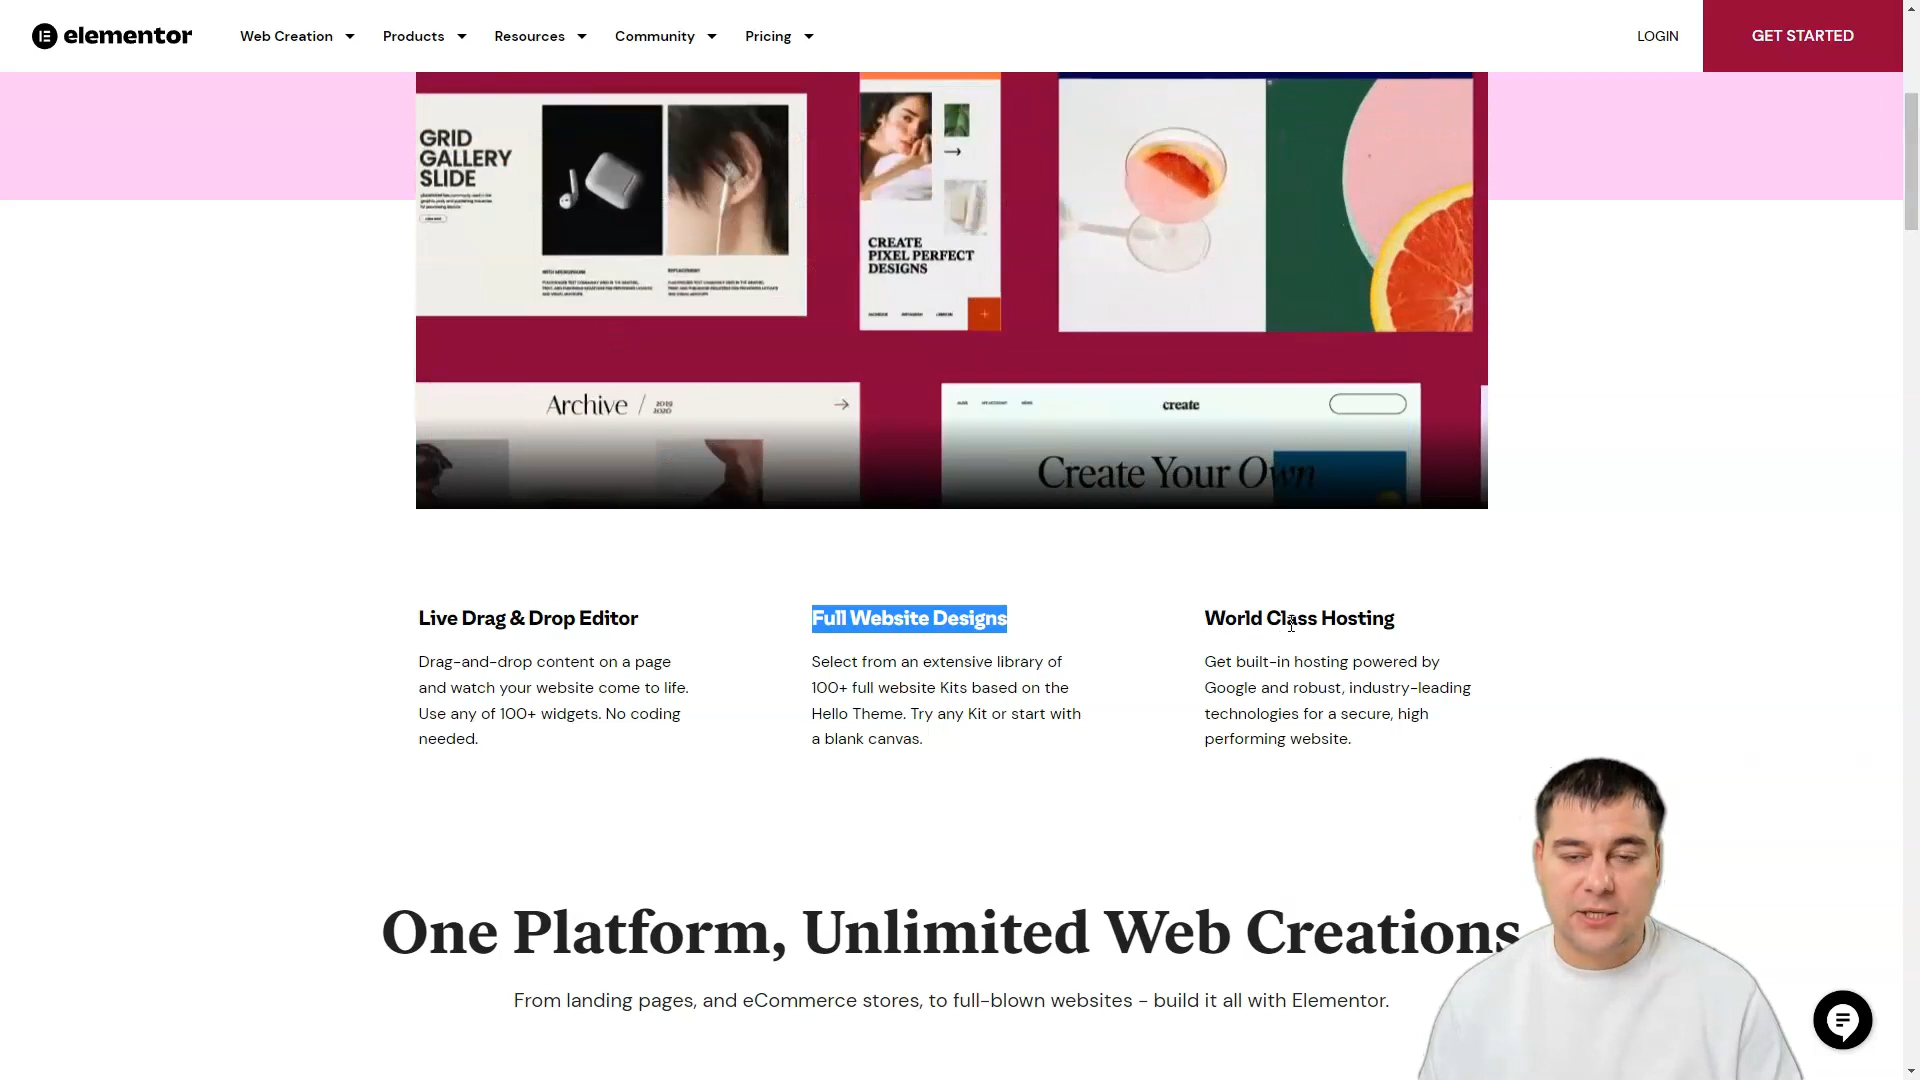 elementor
Web Creation
Products
Resources
Community
Pricing
LOGIN
GET STARTED
GRID
GALLERY
SLIDE
CREATE
PIXEL PERFECT
DESIGNS
Archive / 2019
2020
create
Create Your Own
Live Drag & Drop Editor
Drag-and-drop content on a page
and watch your website come to life.
Use any of 100+ widgets. No coding
needed.
Full Website Designs
Select from an extensive library of
100+ full website Kits based on the
Hello Theme. Try any Kit or start with
a blank canvas.
World Class Hosting
Get built-in hosting powered by
Google and robust, industry-leading
technologies for a secure, high
performing website.
One Platform, Unlimited Web Creations
From landing pages, and eCommerce stores, to full-blown websites - build it all with Elementor.